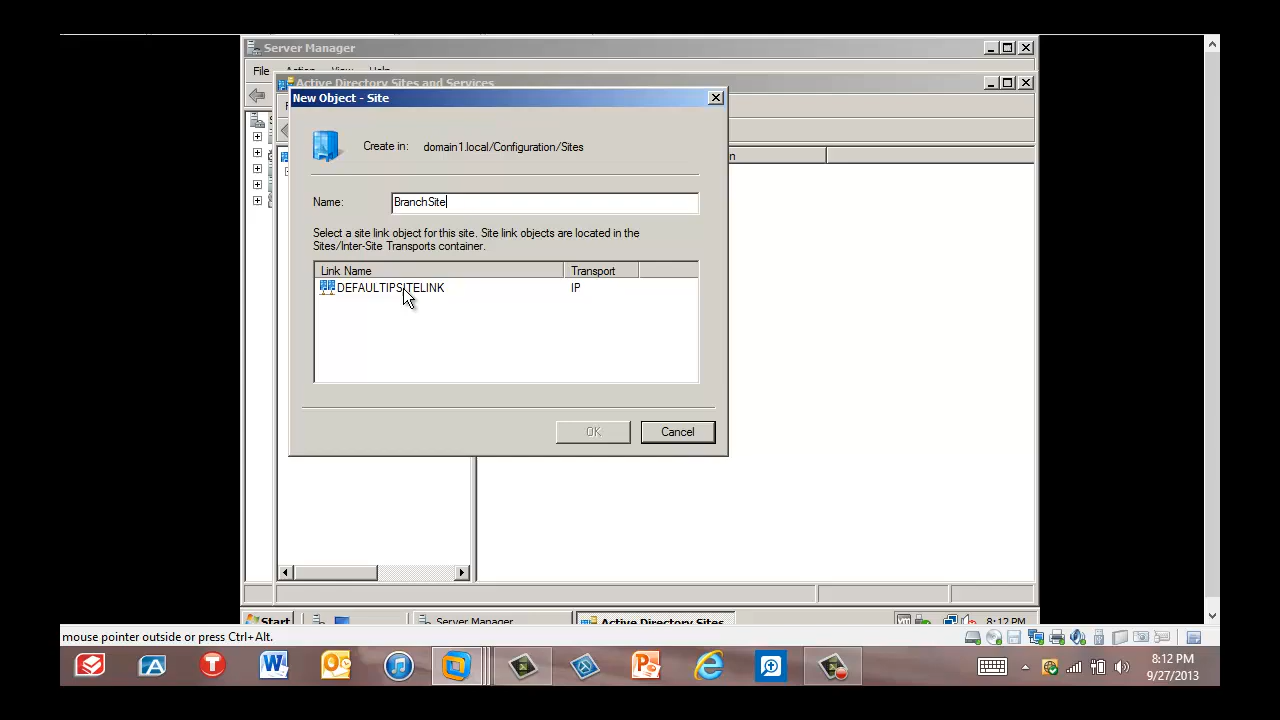 Server Manager
File Action View Help
Active Directory Sites and Services
New Object - Site
Create in: domain1.local/Configuration/Sites
Name: BranchSite
Select a site link object for this site. Site link objects are located in the
Sites/Inter-Site Transports container.
Link Name Transport
DEFAULTIPSITELINK IP
OK Cancel
Start Server Manager Active Directory Sites 8:12 PM
mouse pointer outside or press Ctrl+Alt.
8:12 PM
9/27/2013